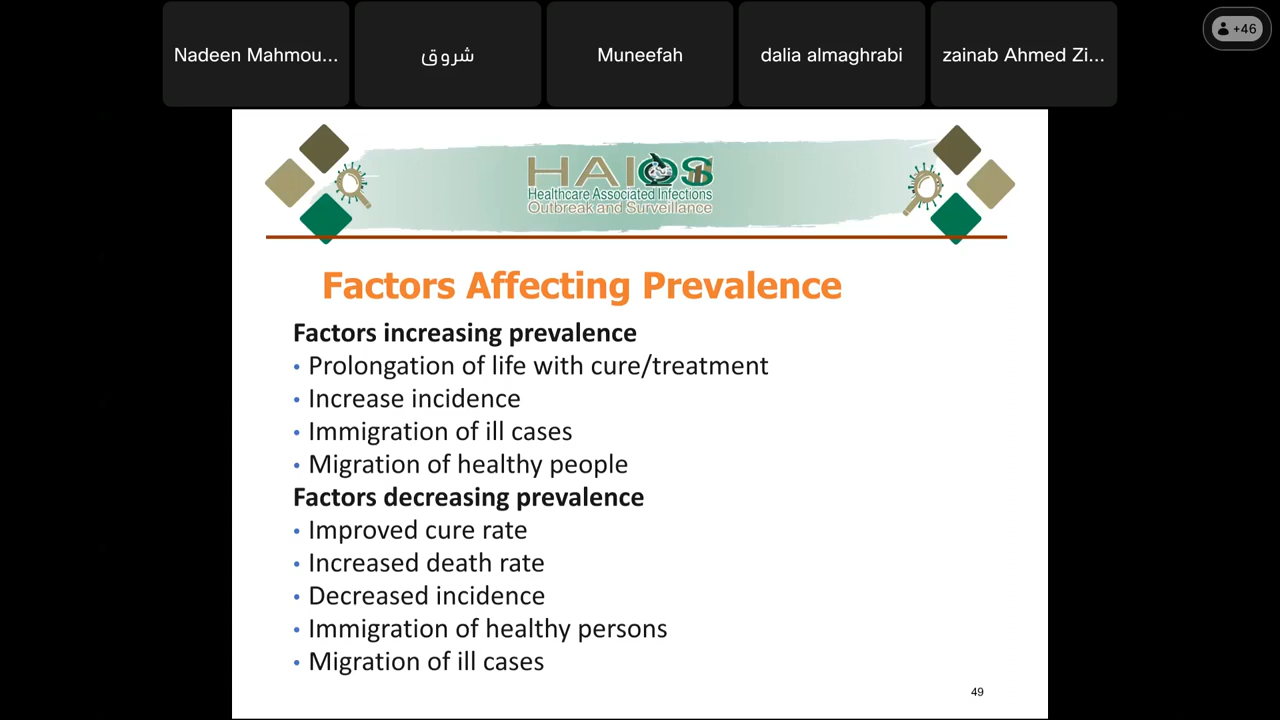 Nadeen Mahmou...
شروق
Muneefah
dalia almaghrabi
zainab Ahmed Zi...
+46
HAIOS
Healthcare Associated Infections
Outbreak and Surveillance
Factors Affecting Prevalence
Factors increasing prevalence
• Prolongation of life with cure/treatment
• Increase incidence
• Immigration of ill cases
• Migration of healthy people
Factors decreasing prevalence
• Improved cure rate
• Increased death rate
• Decreased incidence
• Immigration of healthy persons
• Migration of ill cases
49